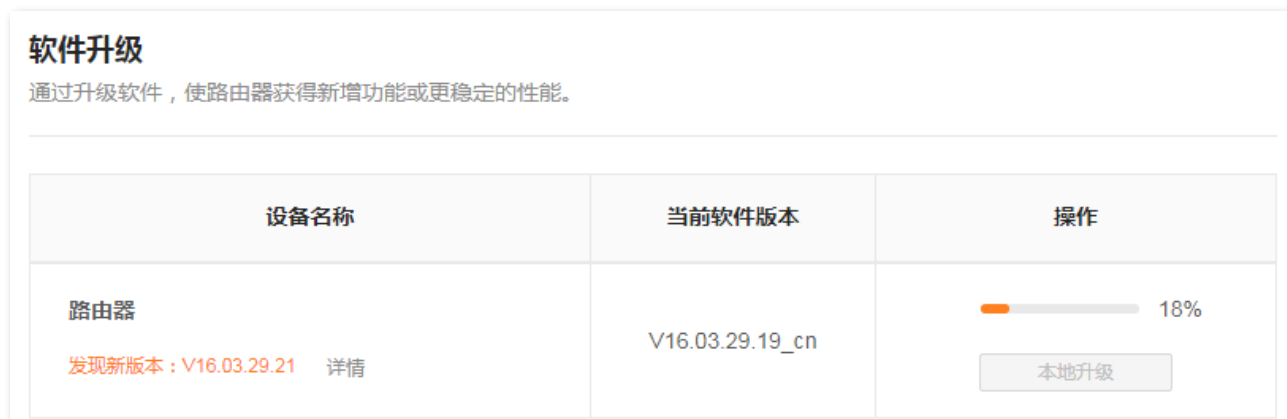 软件升级
通过升级软件，使路由器获得新增功能或更稳定的性能。
设备名称 当前软件版本 操作
路由器
18%
V16.03.29.19_cn
发现新版本：V16.03.29.21 详情
本地升级